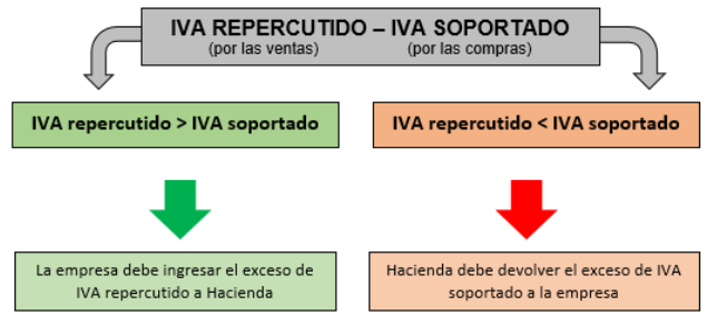 IVA REPERCUTIDO – IVA SOPORTADO
(por las ventas) (por las compras)
IVA repercutido > IVA soportado
IVA repercutido < IVA soportado
La empresa debe ingresar el exceso de
IVA repercutido a Hacienda
Hacienda debe devolver el exceso de IVA
soportado a la empresa